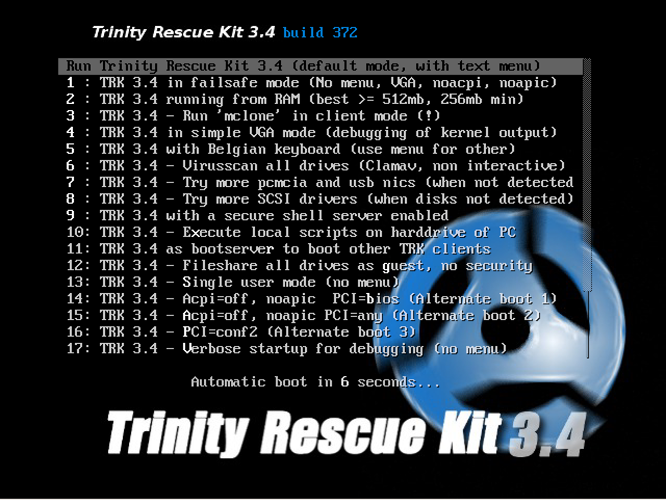 Trinity Rescue Kit 3.4 build 372
Run Trinity Rescue Kit 3.4 (default mode, with text menu)
1 : TRK 3.4 in failsafe mode (No menu, VGA, noacpi, noapic)
2 : TRK 3.4 running from RAM (best >= 512mb, 256mb min)
3 : TRK 3.4 - Run 'mclone' in client mode (!)
4 : TRK 3.4 in simple VGA mode (debugging of kernel output)
5 : TRK 3.4 with Belgian keyboard (use menu for other)
6 : TRK 3.4 - Virusscan all drives (Clamav, non interactive)
7 : TRK 3.4 - Try more pcmcia and usb nics (when not detected
8 : TRK 3.4 - Try more SCSI drivers (when disks not detected)
9 : TRK 3.4 with a secure shell server enabled
10: TRK 3.4 - Execute local scripts on harddrive of PC
11: TRK 3.4 as bootserver to boot other TRK clients
12: TRK 3.4 - Fileshare all drives as guest, no security
13: TRK 3.4 - Single user mode (no menu)
14: TRK 3.4 - Acpi=off, noapic  PCI=bios (Alternate boot 1)
15: TRK 3.4 - Acpi=off, noapic PCI=any (Alternate boot 2)
16: TRK 3.4 - PCI=conf2 (Alternate boot 3)
17: TRK 3.4 - Verbose startup for debugging (no menu)
Automatic boot in 6 seconds...
Trinity Rescue Kit 3.4